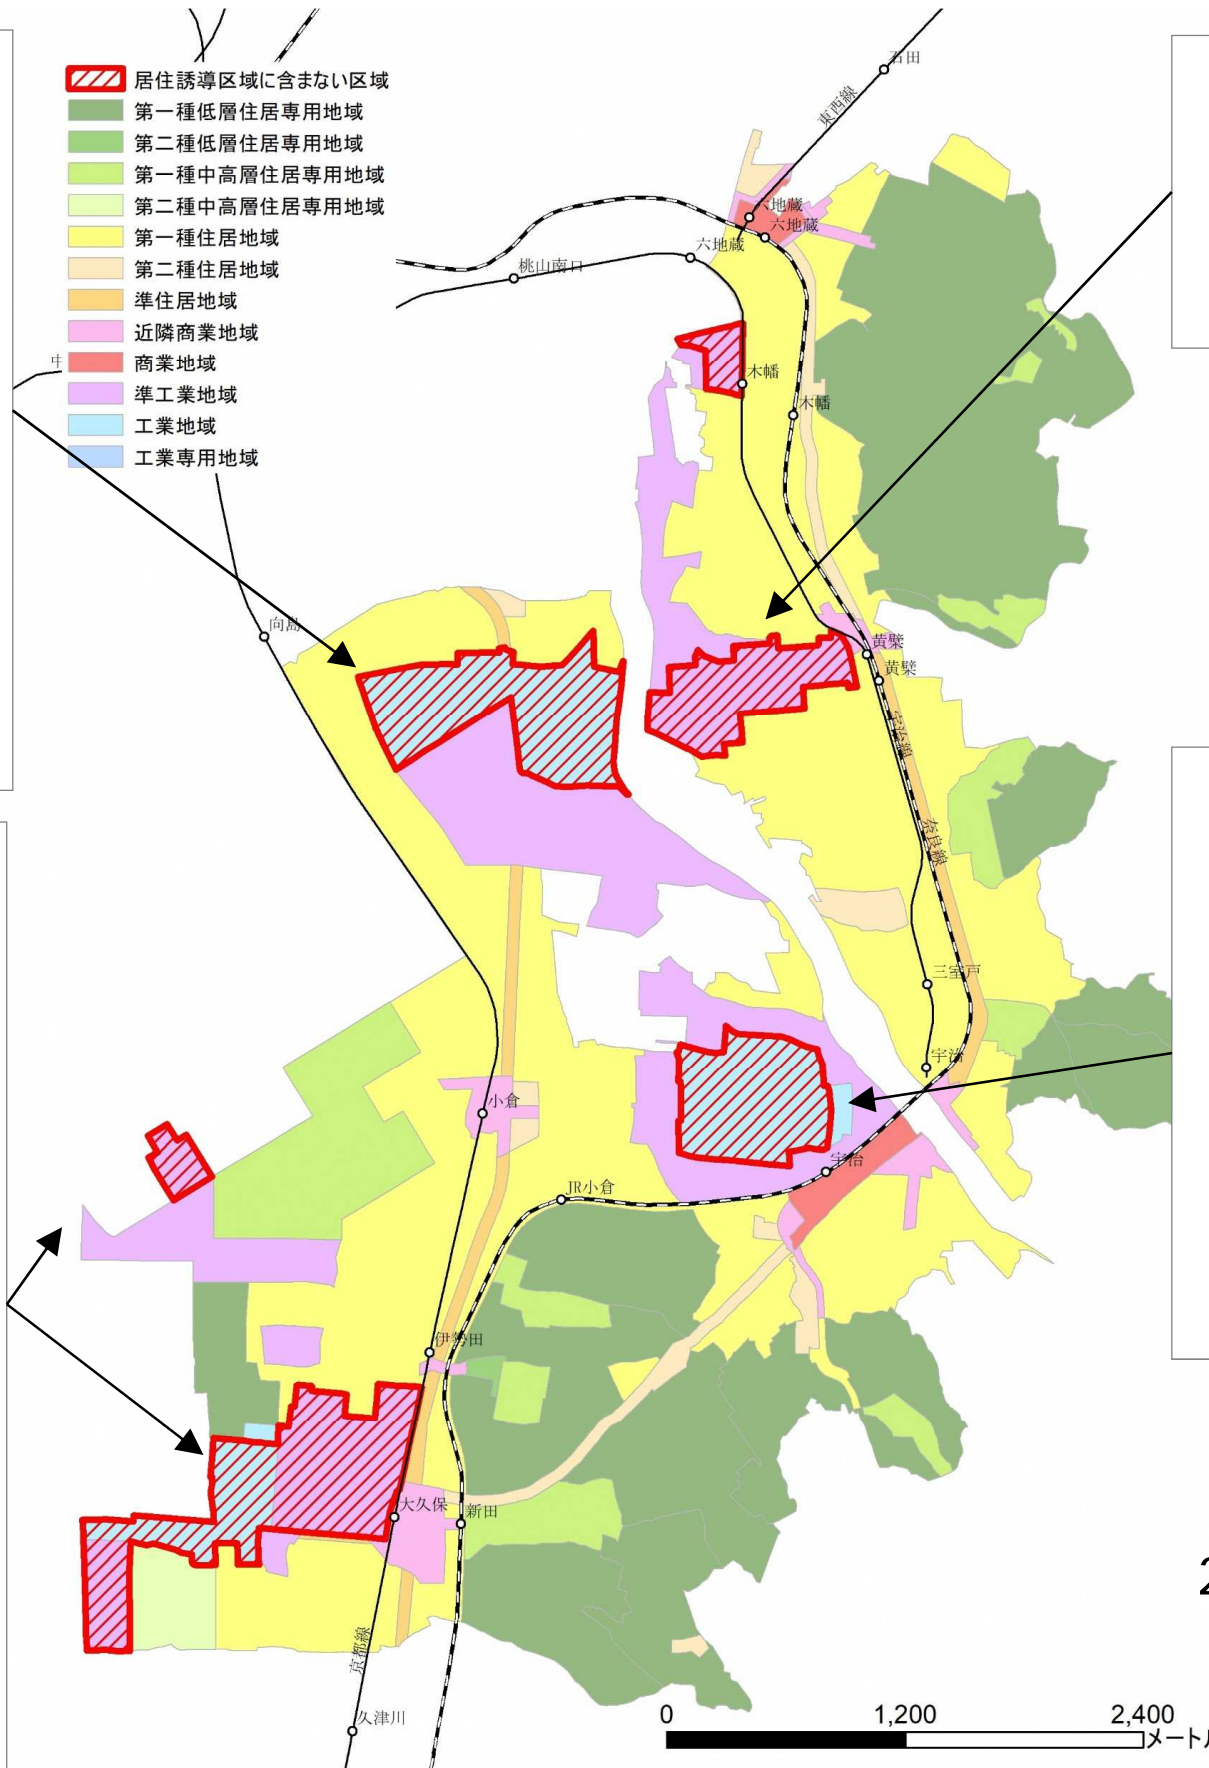 居住誘導区域に含まない区域
第一種低層住居専用地域
第二種低層住居専用地域
第一種中高層住居専用地域
第二種中高層住居専用地域
第一種住居地域
第二種住居地域
準住居地域
近隣商業地域
商業地域
準工業地域
工業地域
工業専用地域
石田
東西線
六地蔵
六地蔵
六地蔵
桃山南口
中
木幡
木幡
向島
黄檗
黄檗
宇治線
奈良線
三室戸
宇治
小倉
宇治
JR小倉
伊勢田
大久保
新田
京都線
久津川
2
0 1,200 2,400
メートル